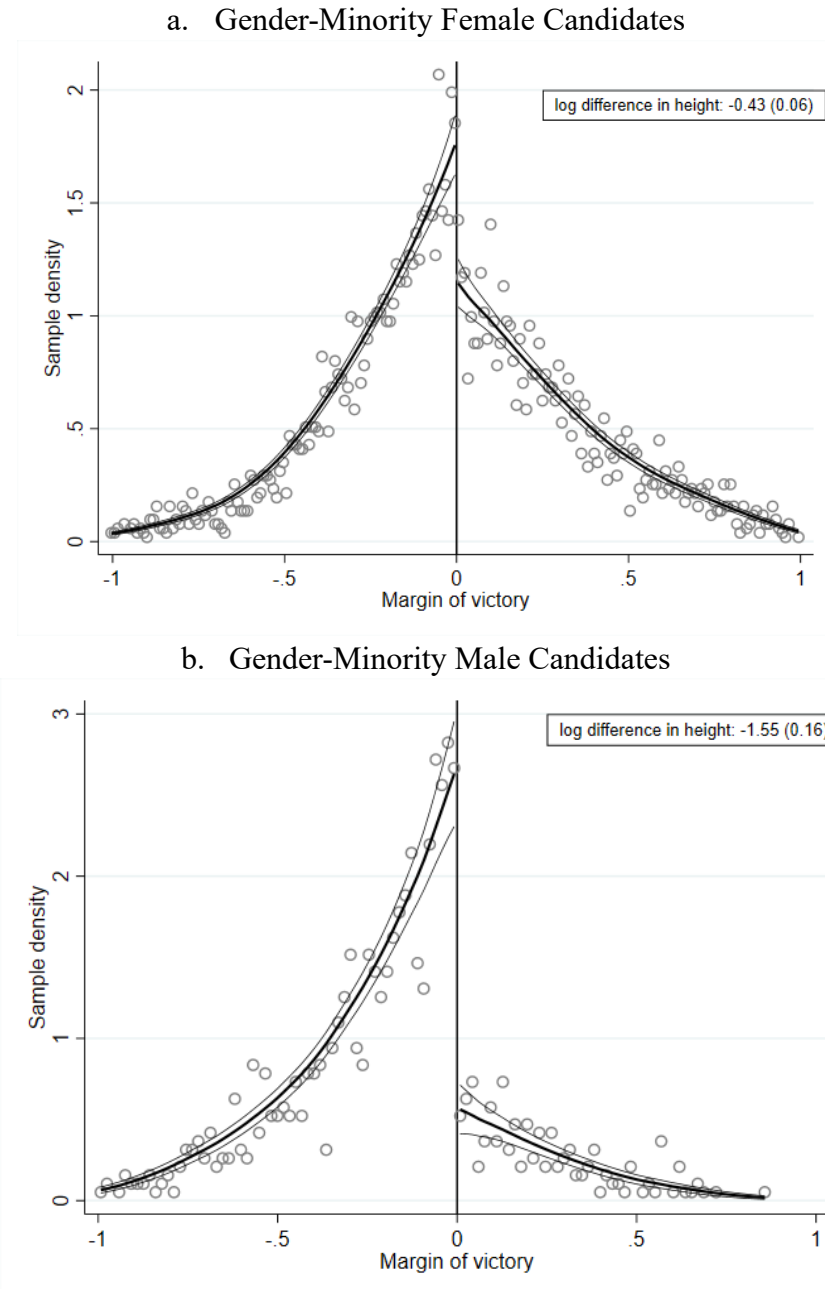 a. Gender-Minority Female Candidates
log difference in height: -0.43 (0.06)
2
1.5
1
.5
0
Sample density
-1
-.5
0
.5
1
Margin of victory
b. Gender-Minority Male Candidates
log difference in height: -1.55 (0.16)
3
2
1
0
Sample density
-1
-.5
0
.5
1
Margin of victory